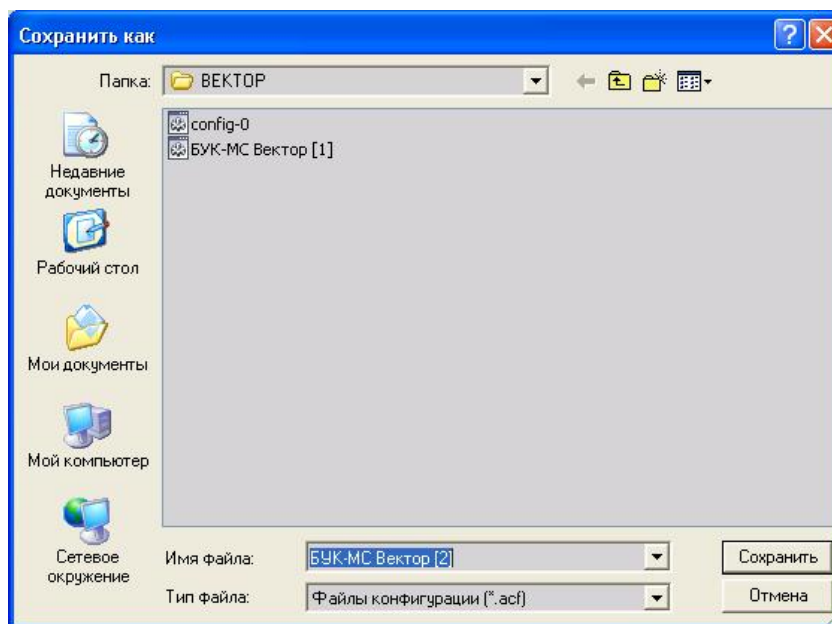 Сохранить как
Папка: ВЕКТОР
config-0
БУК-МС Вектор [1]
Недавние
документы
Рабочий стол
Мои документы
Мой компьютер
Сетевое
окружение
Имя файла: БУК-МС Вектор [2] Сохранить
Тип файла: Файлы конфигурации (*.acf) Отмена